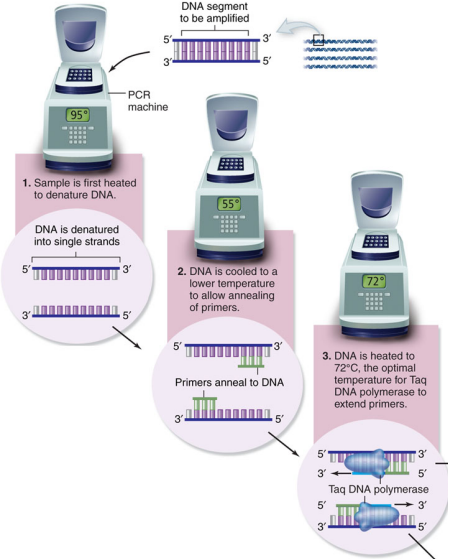 DNA segment
to be amplified
5′ 3′
3′ 5′
PCR
machine
95°
1. Sample is first heated
to denature DNA.
DNA is denatured
into single strands
5′ 3′
3′ 5′
55°
2. DNA is cooled to a
lower temperature
to allow annealing
of primers.
5′ 3′
Primers anneal to DNA
3′ 5′
72°
3. DNA is heated to
72°C, the optimal
temperature for Taq
DNA polymerase to
extend primers.
5′ 3′
3′ 5′
Taq DNA polymerase
5′ 3′
3′ 5′